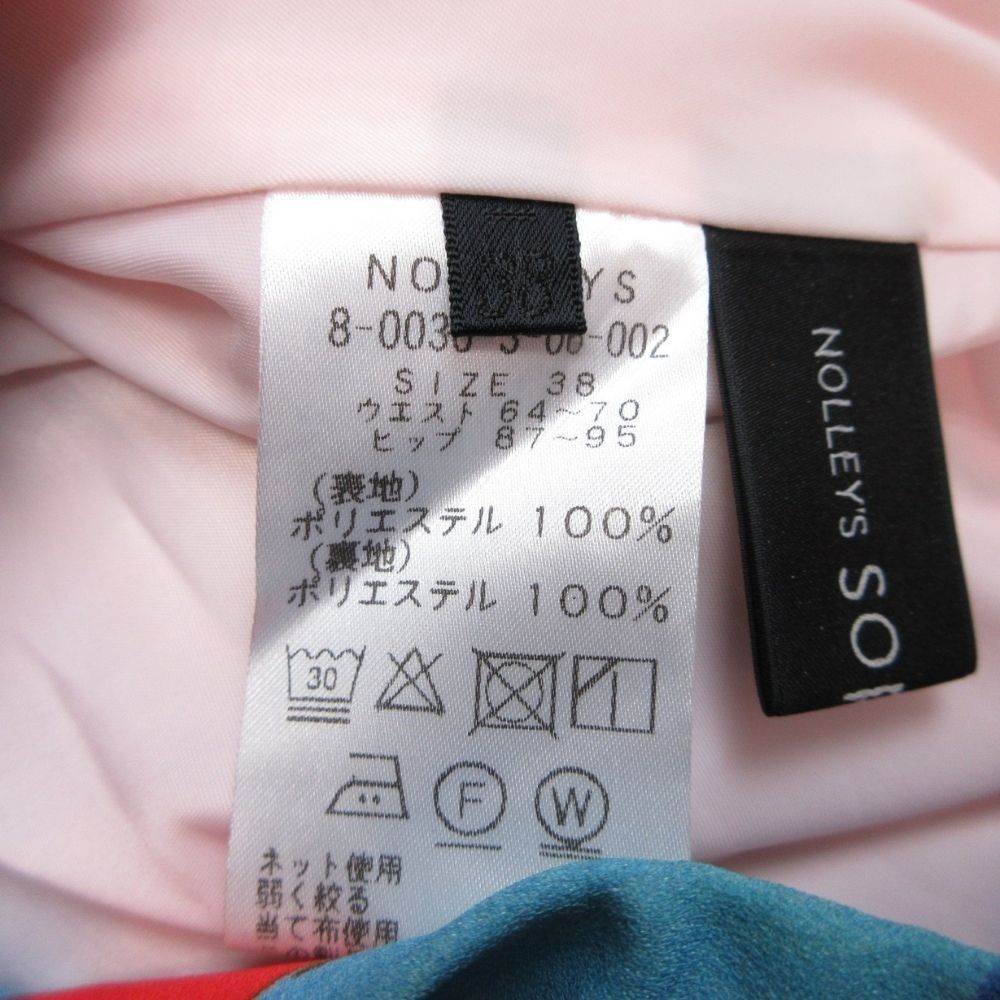 SIZE 38
ウエスト 64~70
ヒップ 87~95
(表地)
ポリエステル 100%
(裏地)
ポリエステル 100%
30
F W
ネット使用
弱く絞る
当て布使用
NOLLEY'S
38